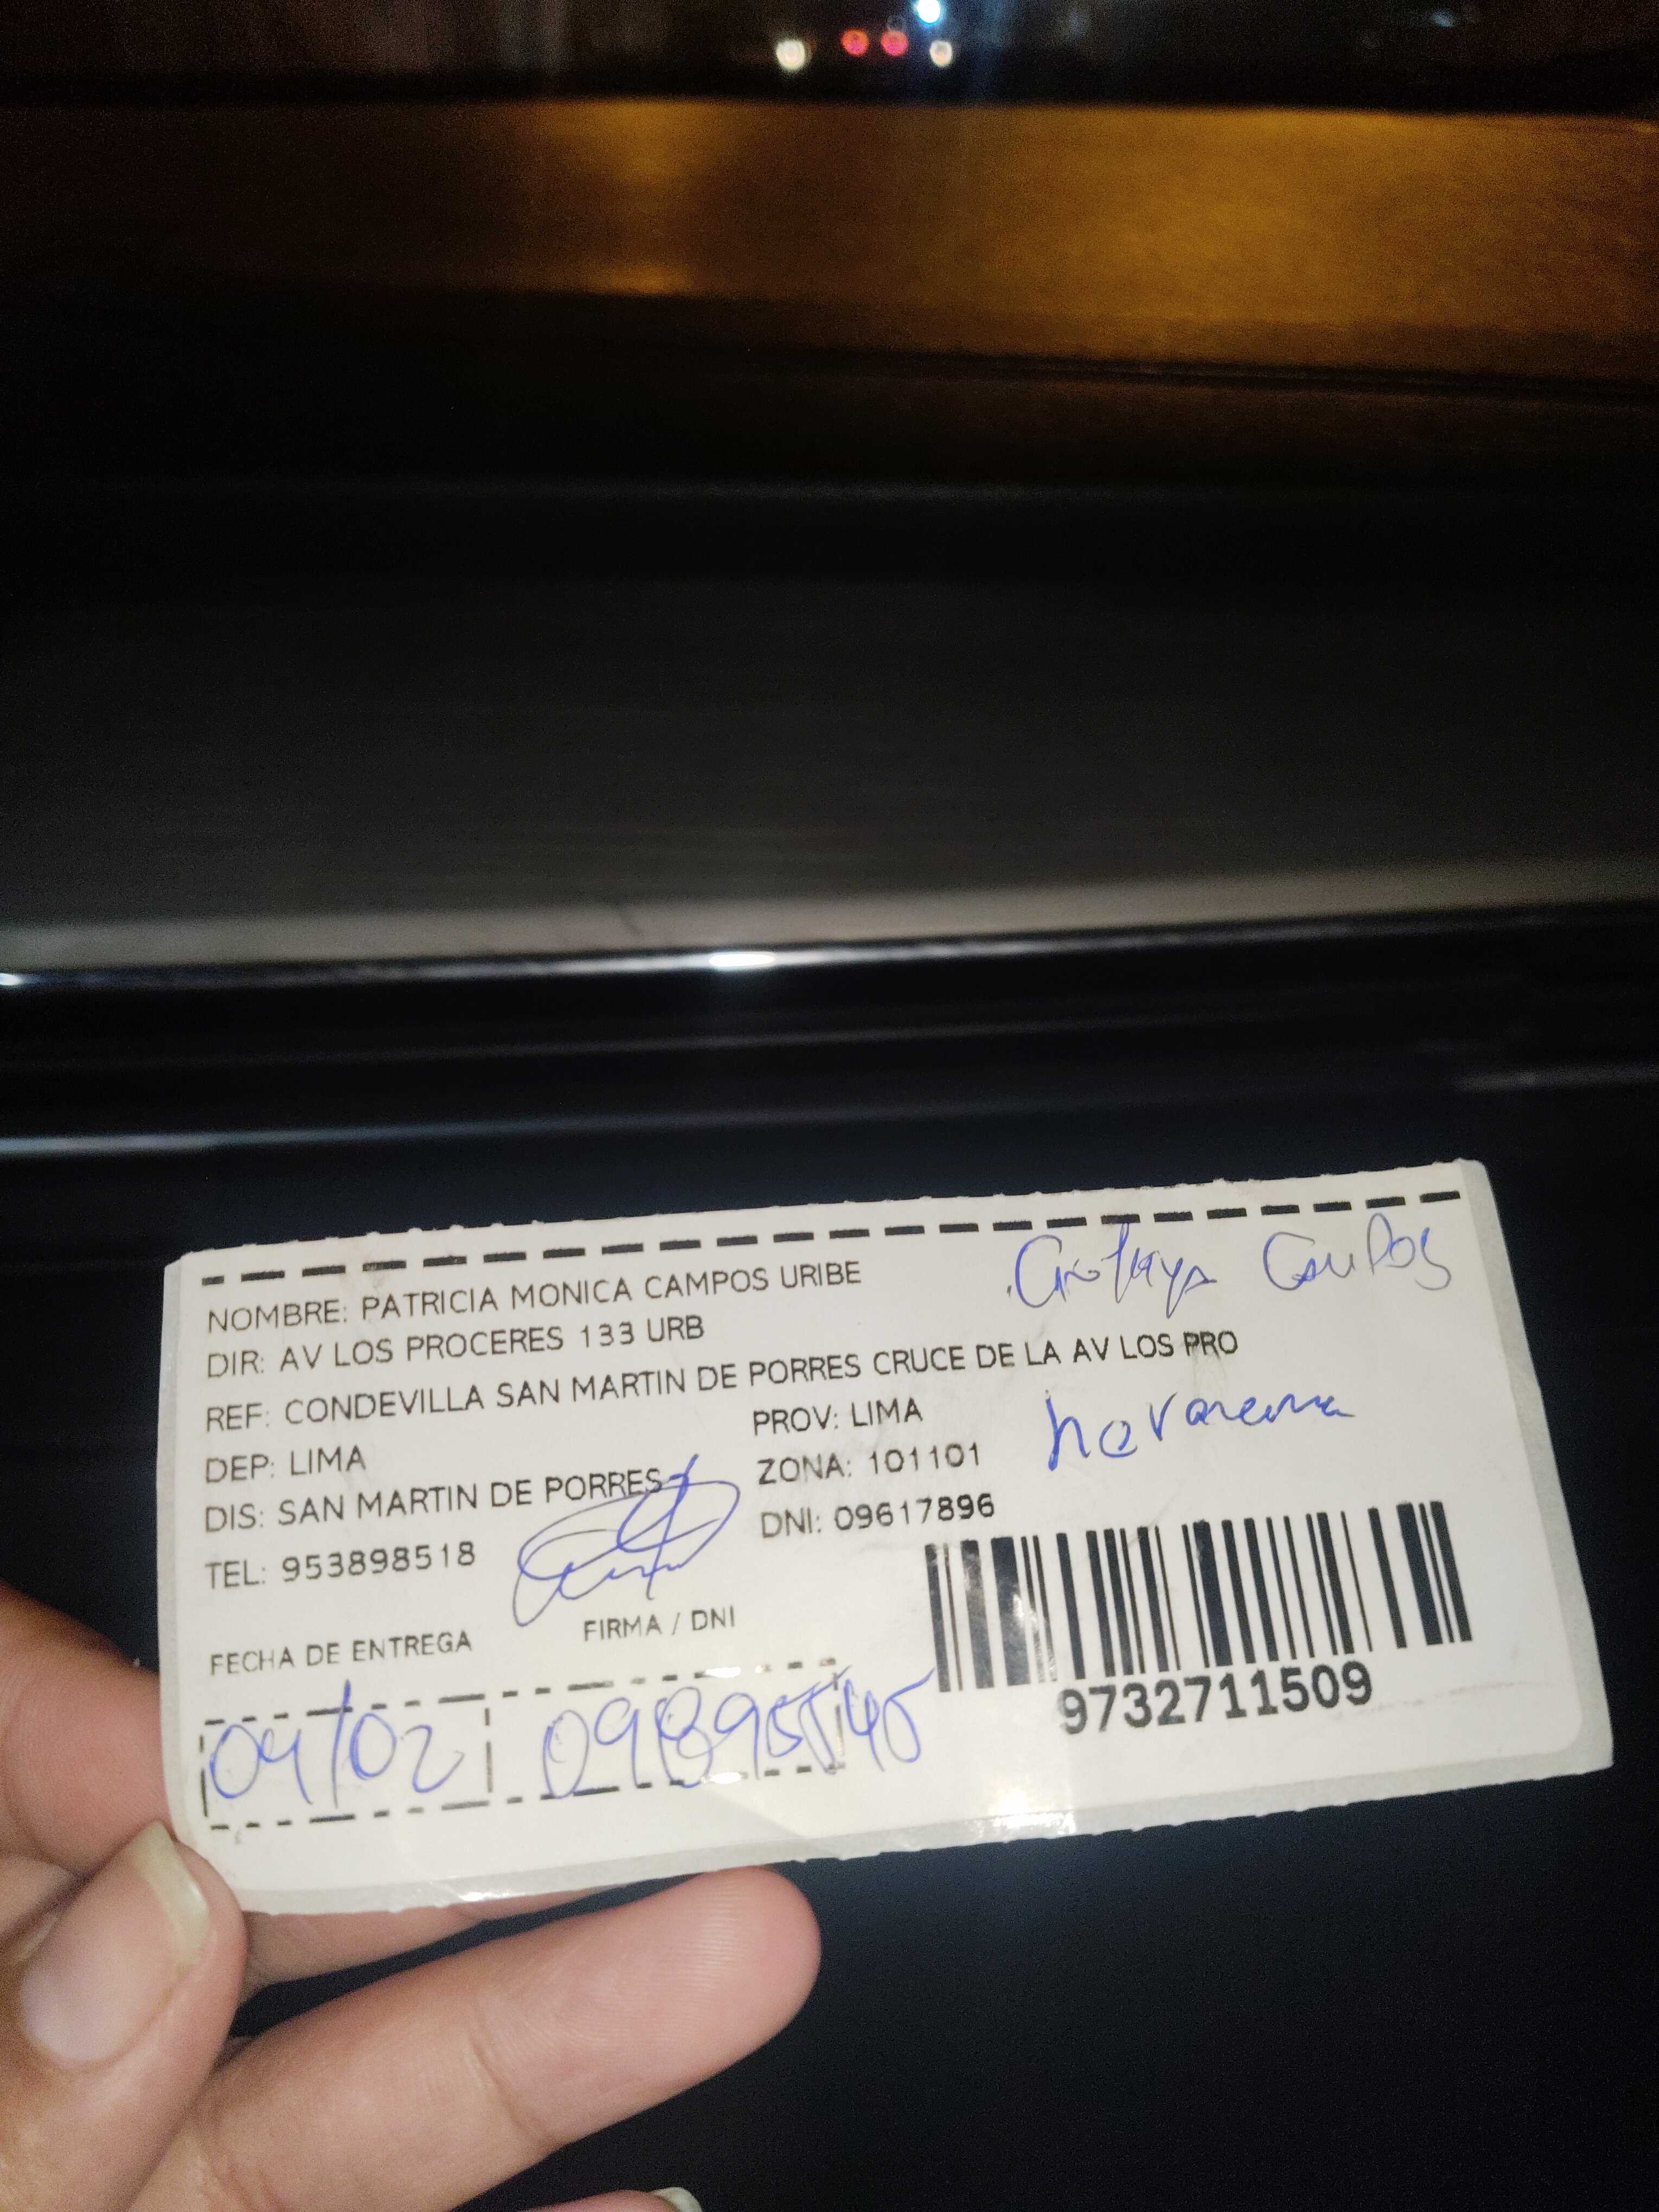 NOMBRE: PATRICIA MONICA CAMPOS URIBE
DIR: AV LOS PROCERES 133 URB
REF: CONDEVILLA SAN MARTIN DE PORRES CRUCE DE LA AV LOS PRO
DEP: LIMA PROV: LIMA
DIS: SAN MARTIN DE PORRES ZONA: 101101
TEL: 953898518 DNI: 09617896
FECHA DE ENTREGA FIRMA / DNI
04/02
9732711509